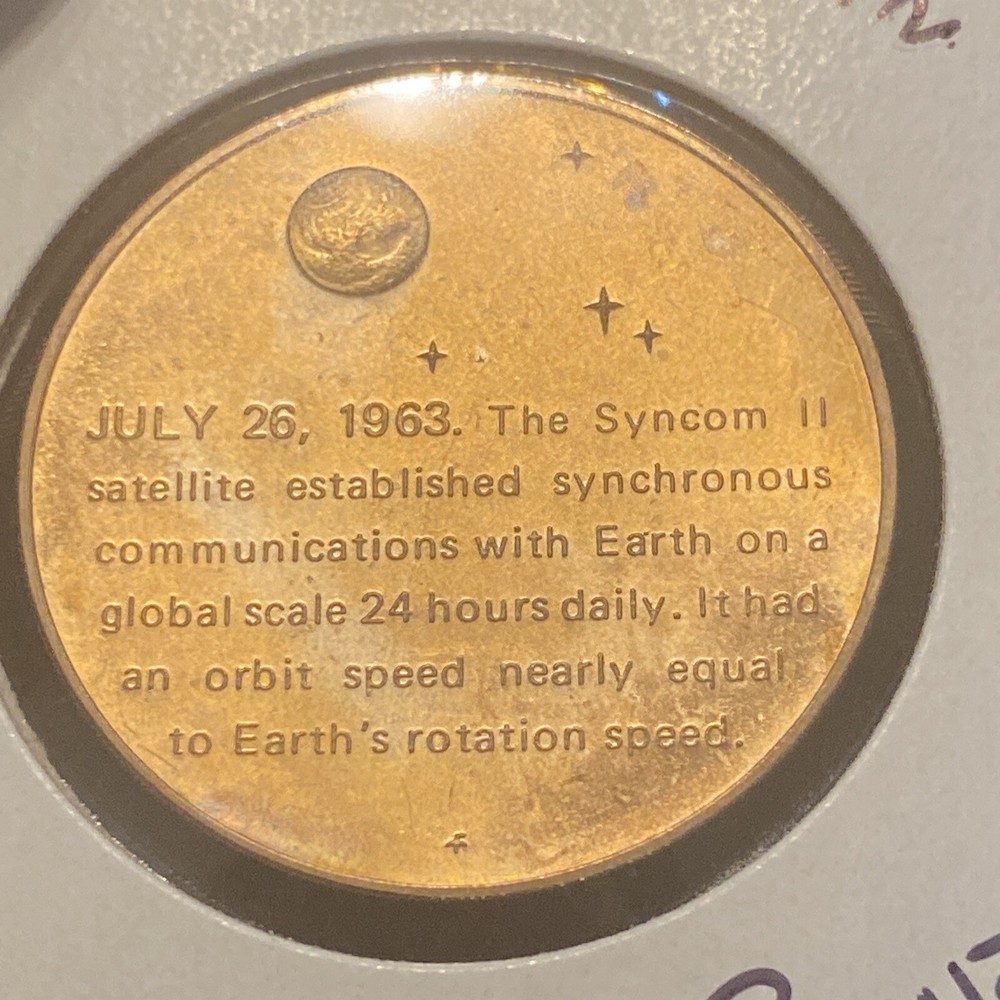 JULY 26, 1963. The Syncom II
satellite established synchronous
communications with Earth on a
global scale 24 hours daily. It had
an orbit speed nearly equal
to Earth's rotation speed.